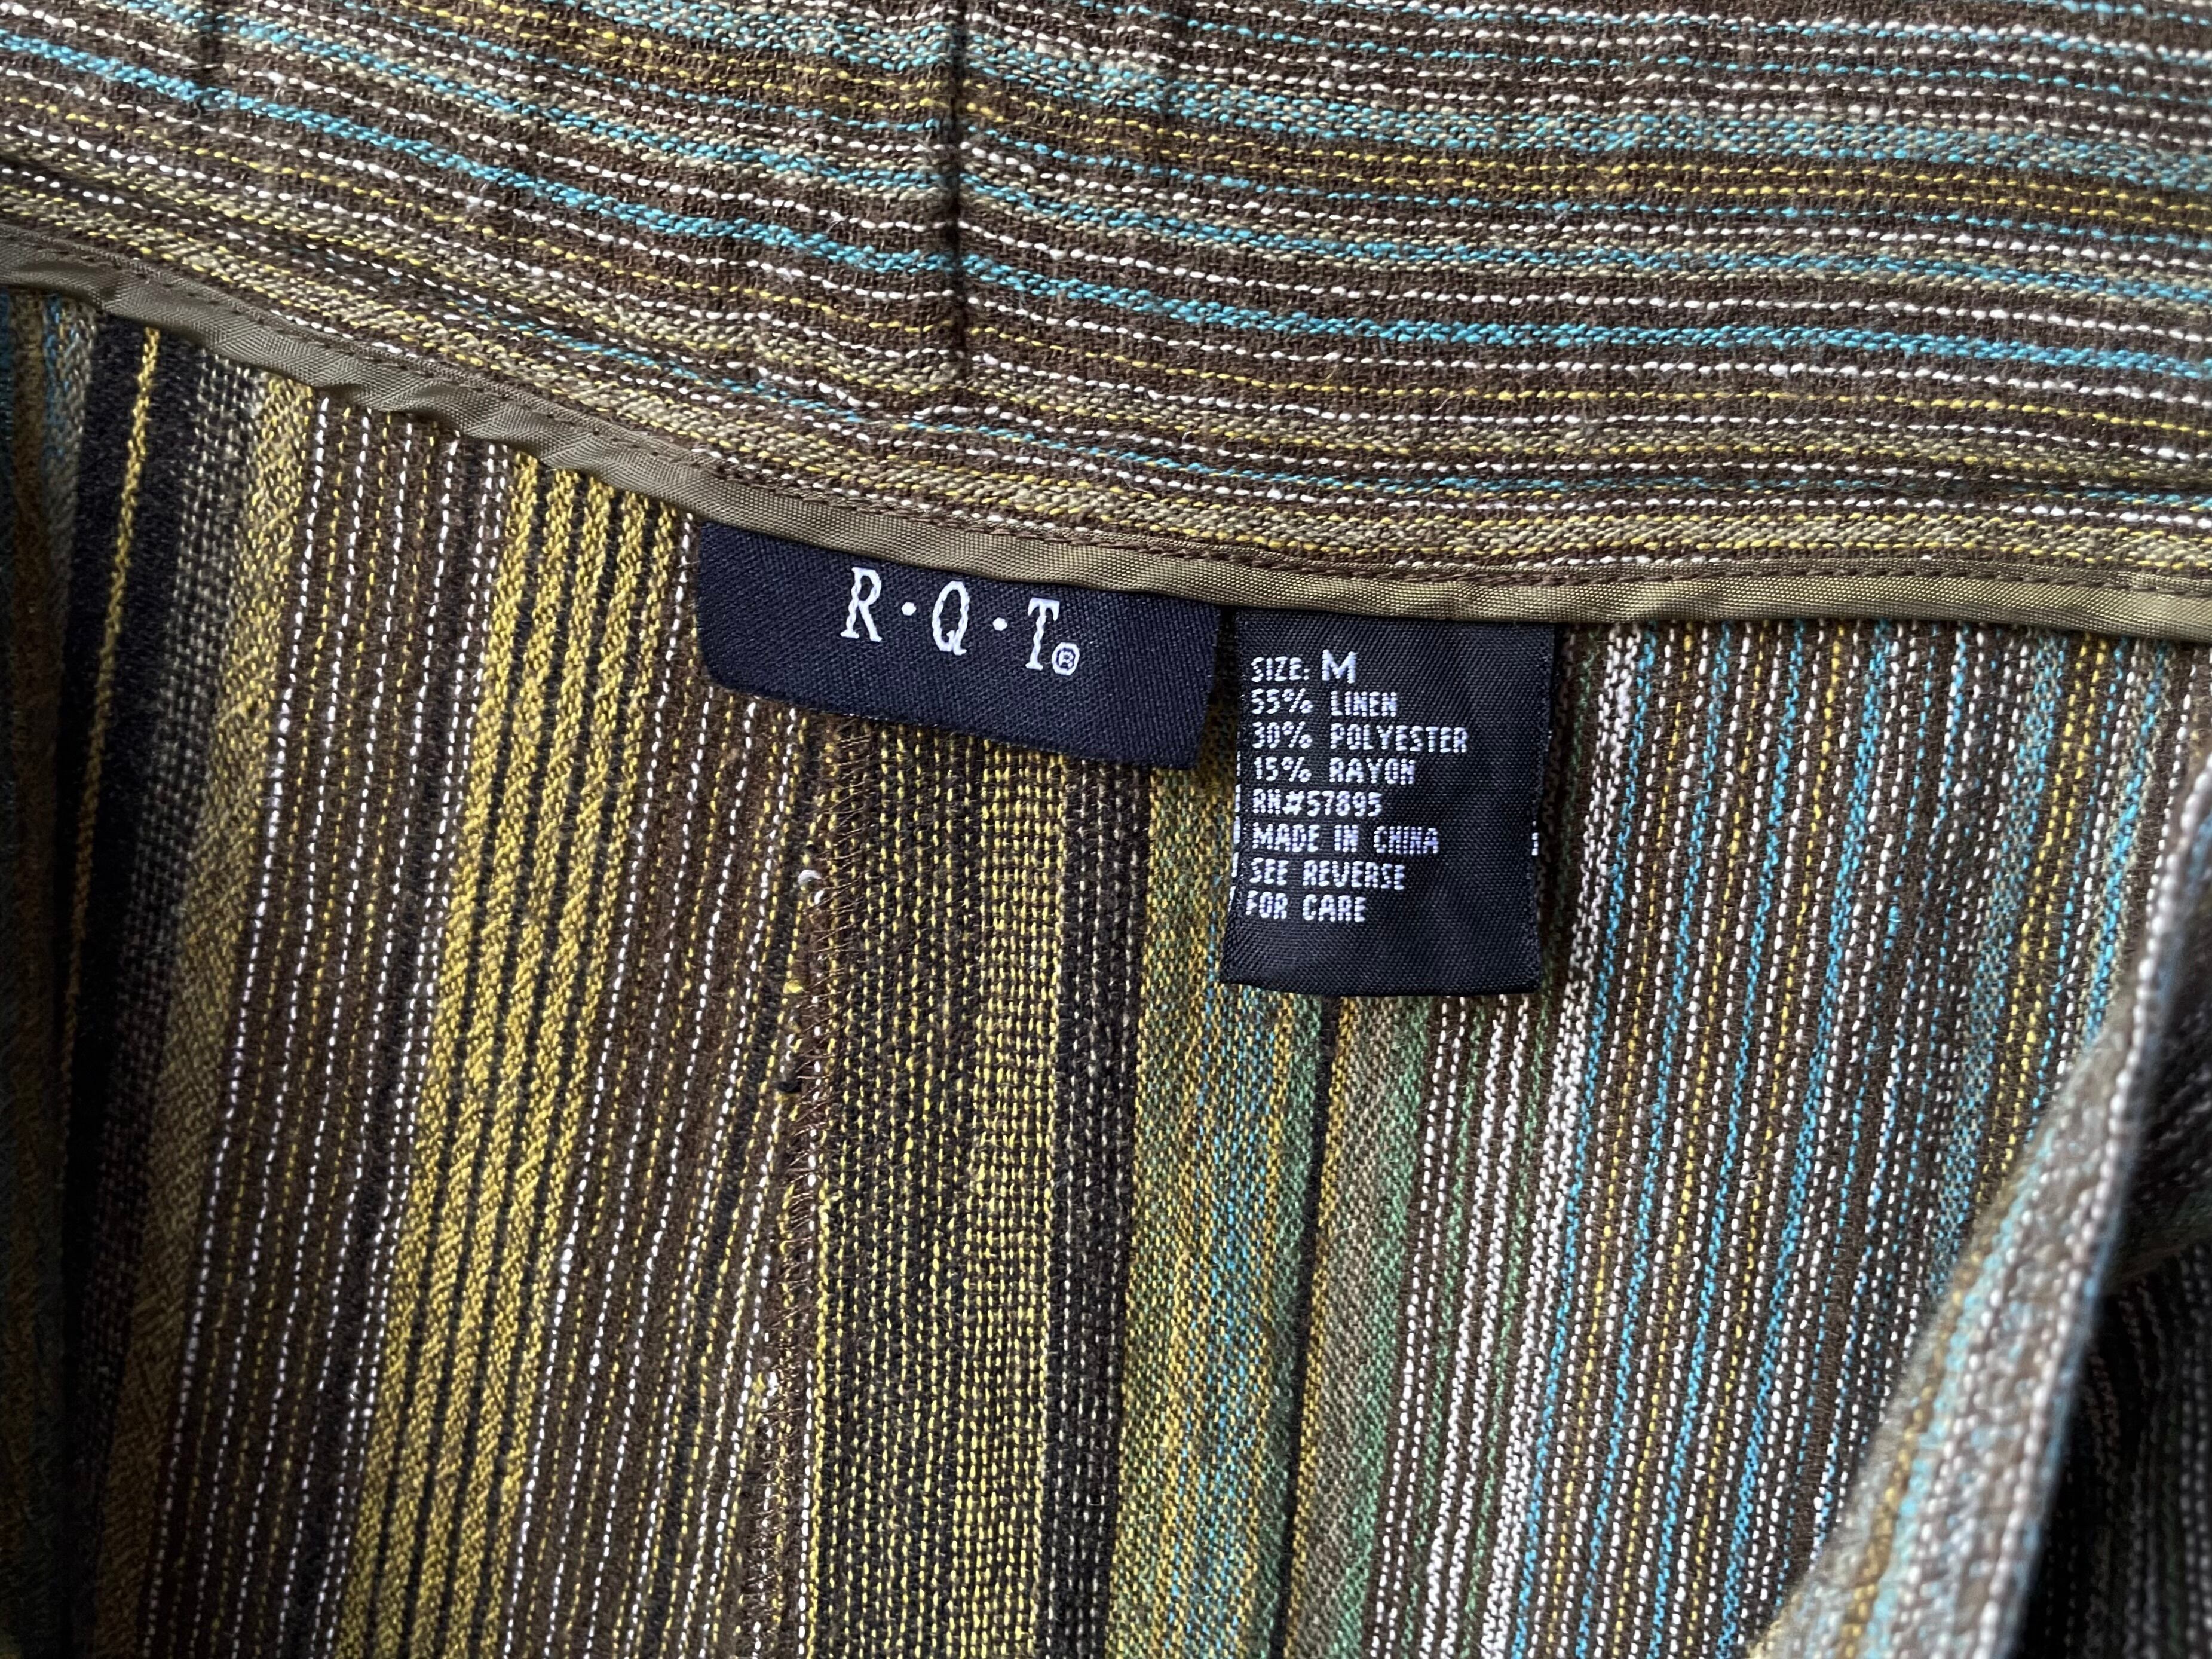 R·Q·T®
SIZE: M
55% LINEN
30% POLYESTER
15% RAYON
RN#57895
MADE IN CHINA
SEE REVERSE
FOR CARE